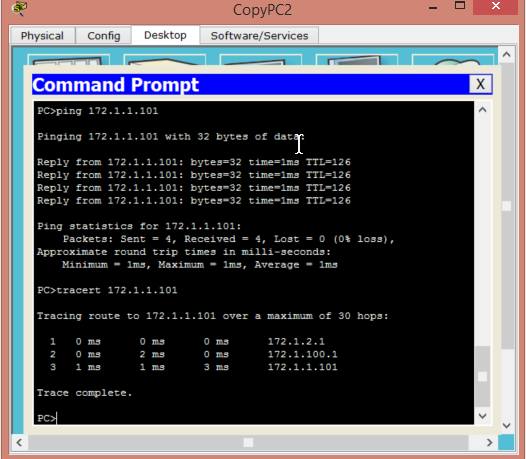 CopyPC2
Physical Config Desktop Software/Services
Command Prompt X
PC>ping 172.1.1.101
Pinging 172.1.1.101 with 32 bytes of data:
Reply from 172.1.1.101: bytes=32 time=1ms TTL=126
Reply from 172.1.1.101: bytes=32 time=1ms TTL=126
Reply from 172.1.1.101: bytes=32 time=1ms TTL=126
Reply from 172.1.1.101: bytes=32 time=1ms TTL=126
Ping statistics for 172.1.1.101:
Packets: Sent = 4, Received = 4, Lost = 0 (0% loss),
Approximate round trip times in milli-seconds:
Minimum = 1ms, Maximum = 1ms, Average = 1ms
PC>tracert 172.1.1.101
Tracing route to 172.1.1.101 over a maximum of 30 hops:
1 0 ms 0 ms 0 ms 172.1.2.1
2 0 ms 2 ms 0 ms 172.1.100.1
3 1 ms 1 ms 3 ms 172.1.1.101
Trace complete.
PC>